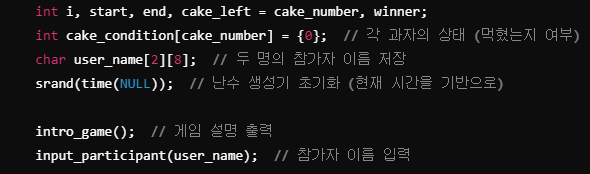 int i, start, end, cake_left = cake_number, winner;
int cake_condition[cake_number] = {0};  // 각 과자의 상태 (먹혔는지 여부)
char user_name[2][8];  // 두 명의 참가자 이름 저장
srand(time(NULL));  // 난수 생성기 초기화 (현재 시간을 기반으로)
intro_game();  // 게임 설명 출력
input_participant(user_name);  // 참가자 이름 입력